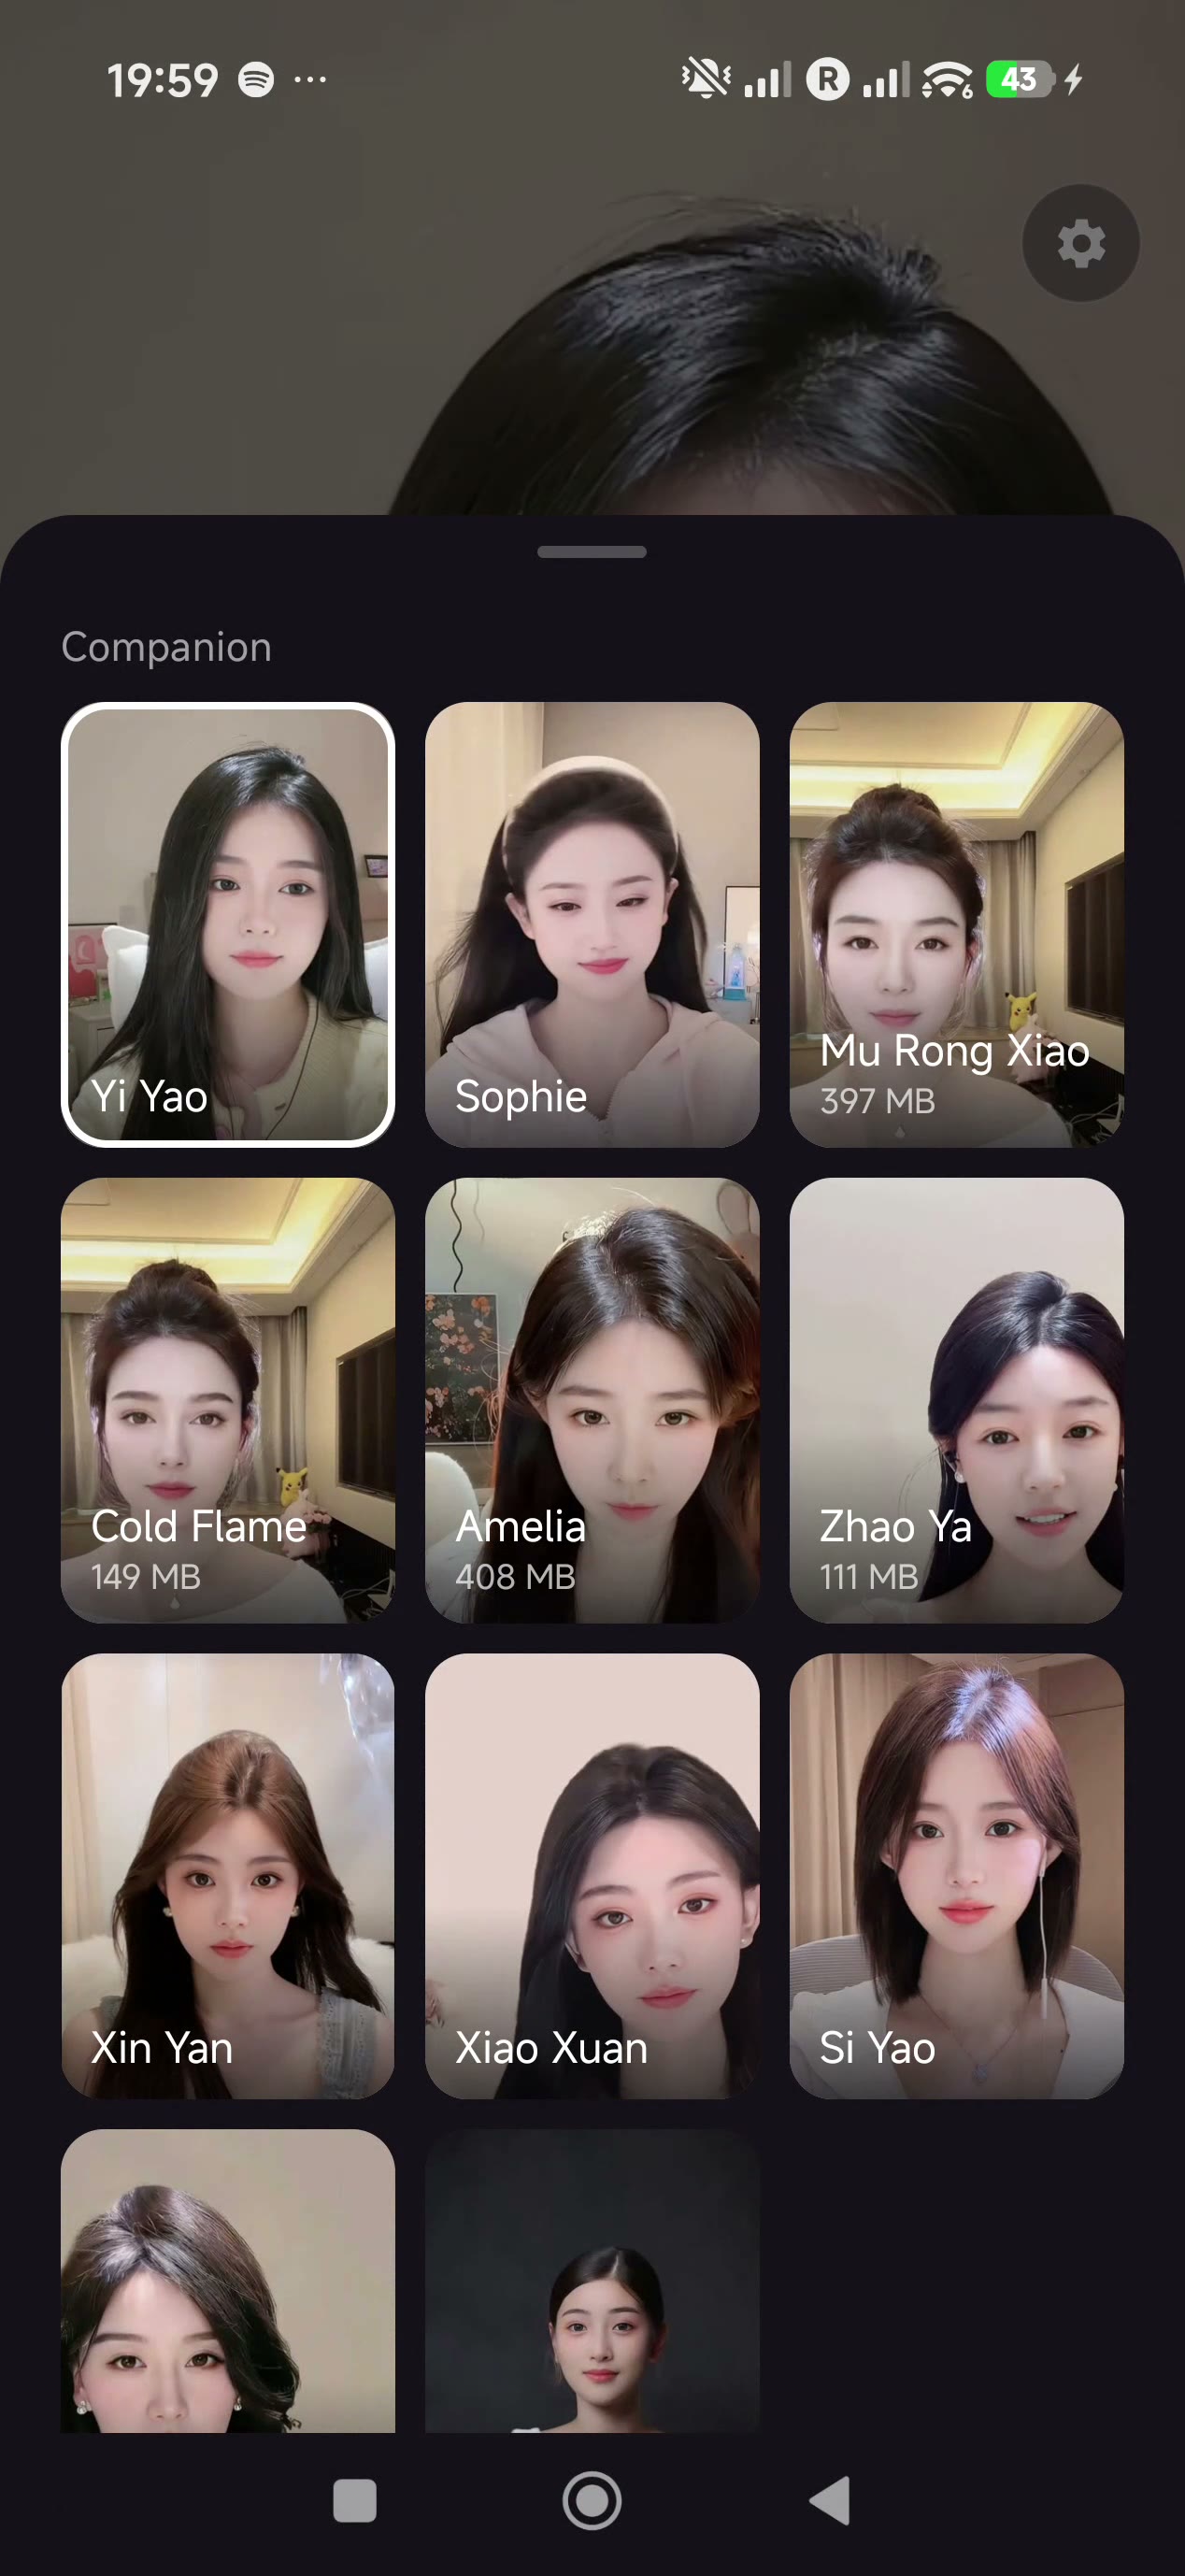 19:59
R
6
43
Companion
Yi Yao
Sophie
Mu Rong Xiao
397 MB
Cold Flame
149 MB
Amelia
408 MB
Zhao Ya
111 MB
Xin Yan
Xiao Xuan
Si Yao